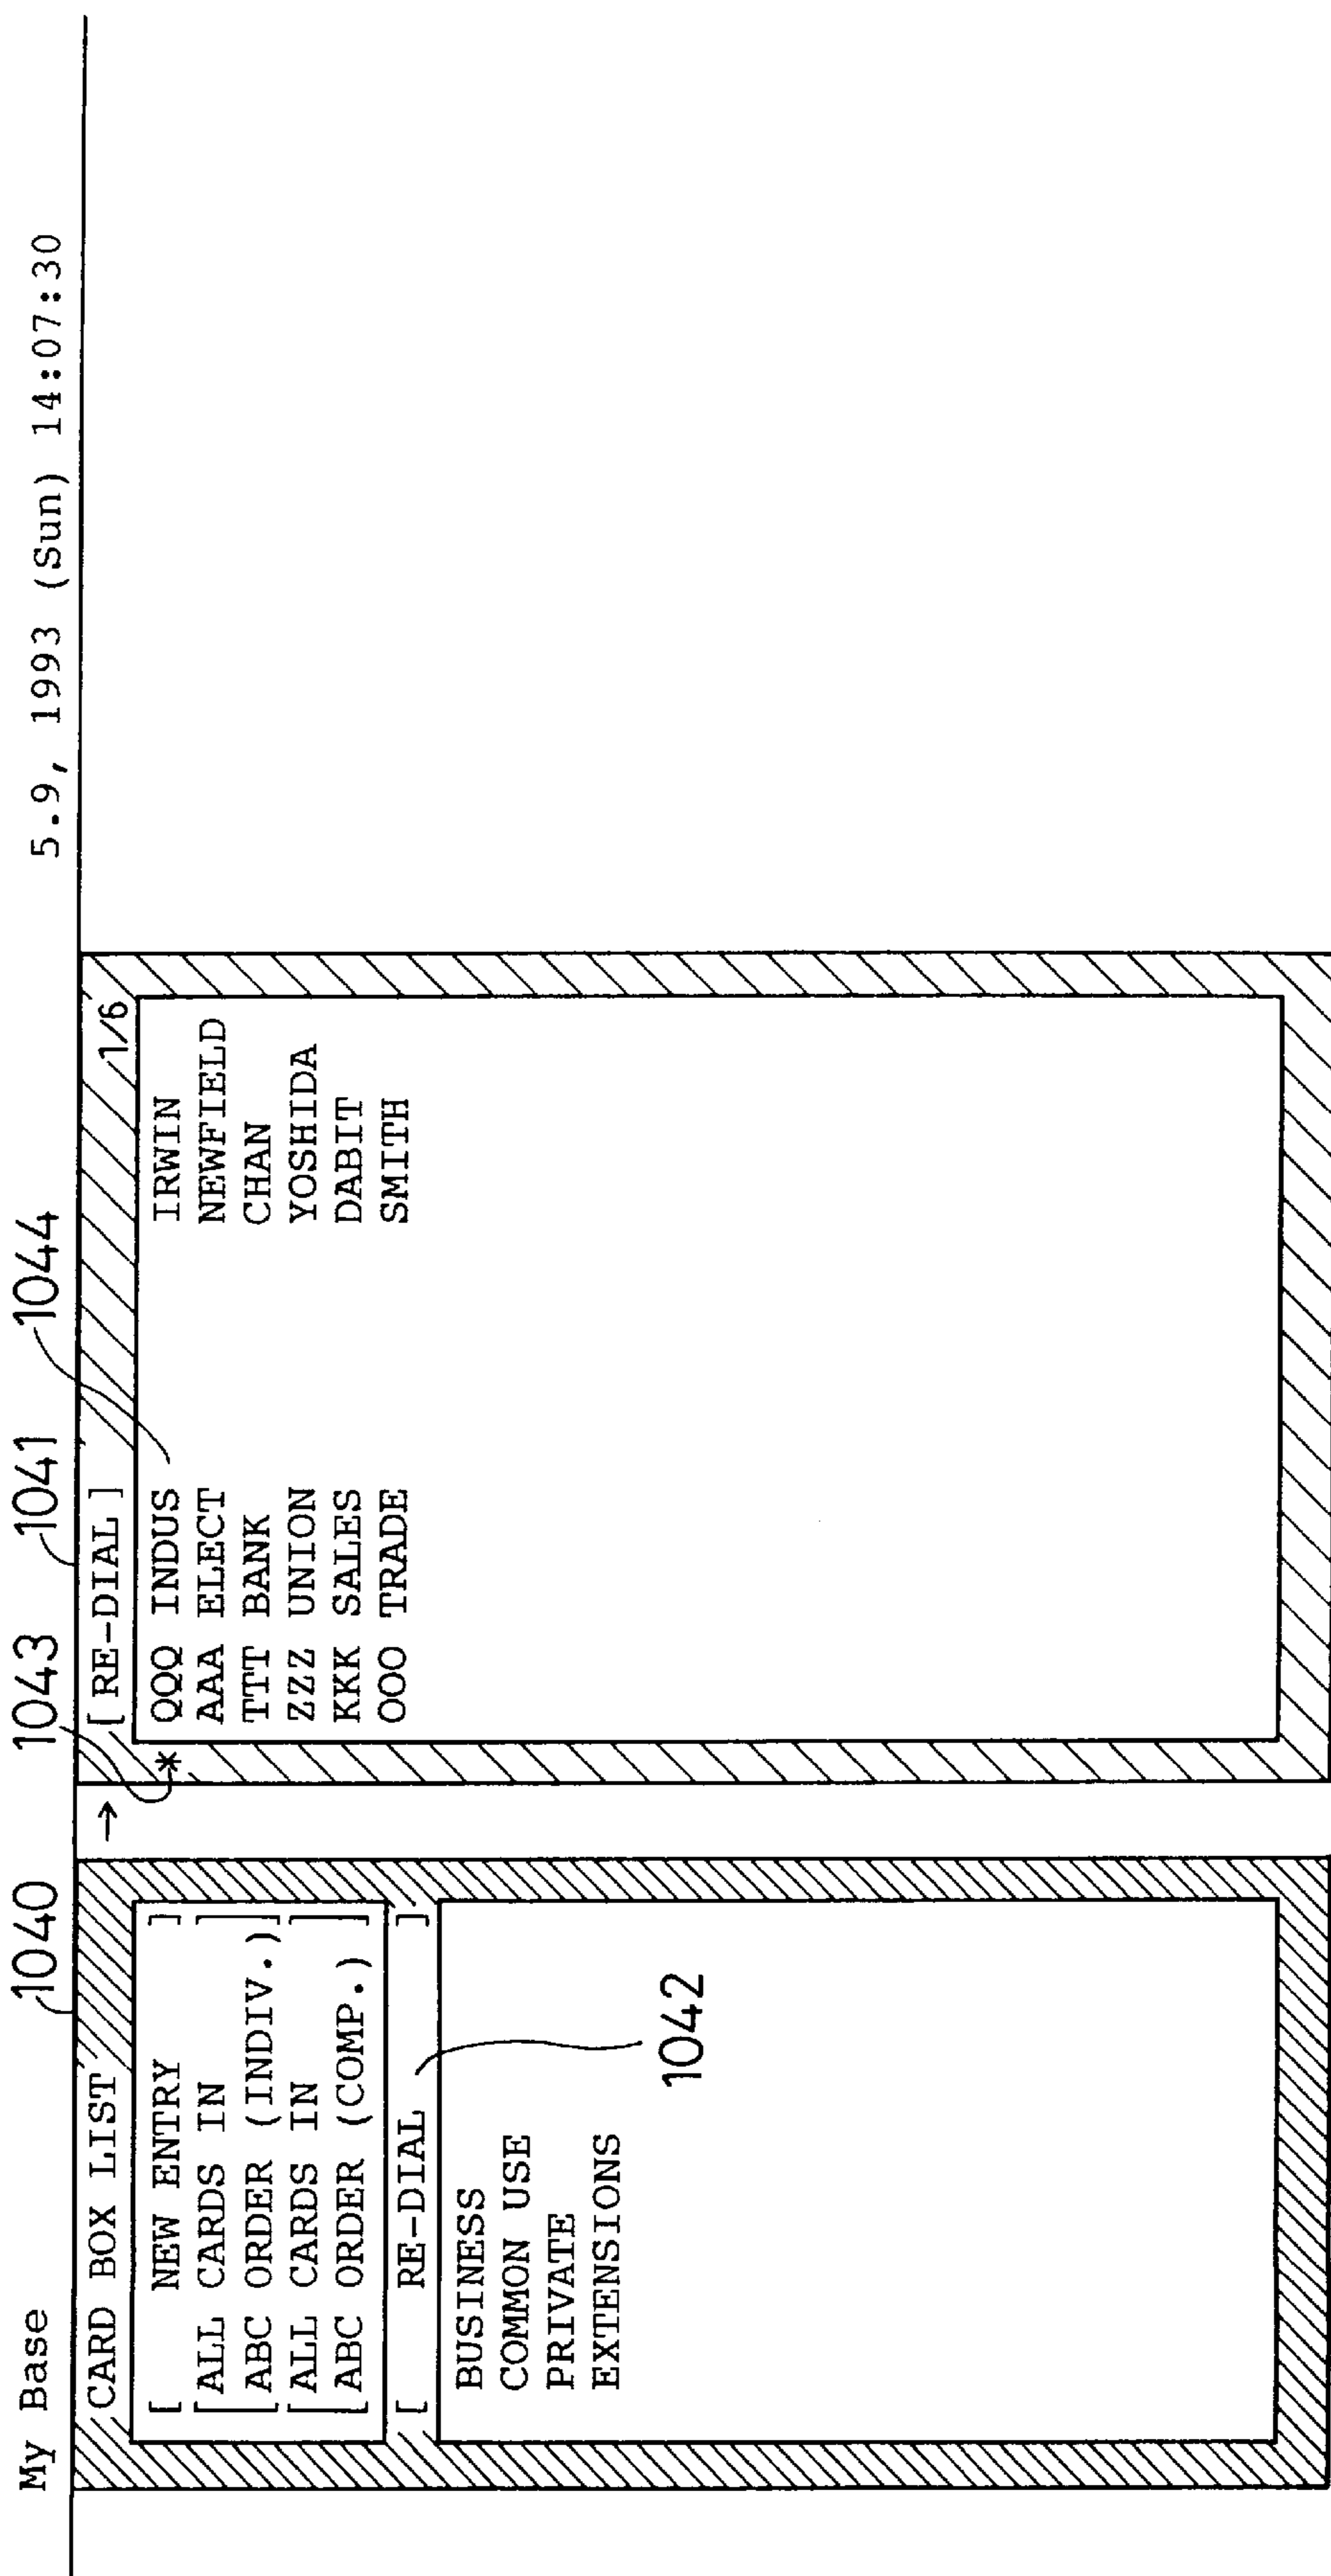 My Base
5.9, 1993 (Sun) 14:07:30
1040
1043
1041
1044
CARD BOX LIST
[ NEW ENTRY ]
[ALL CARDS IN ]
[ABC ORDER (INDIV.)]
[ALL CARDS IN ]
[ABC ORDER (COMP.) ]
[ RE-DIAL ]
BUSINESS
COMMON USE
PRIVATE
EXTENSIONS
1042
→
[RE-DIAL] 1/6
* QQQ INDUS IRWIN
AAA ELECT NEWFIELD
TTT BANK CHAN
ZZZ UNION YOSHIDA
KKK SALES DABIT
OOO TRADE SMITH